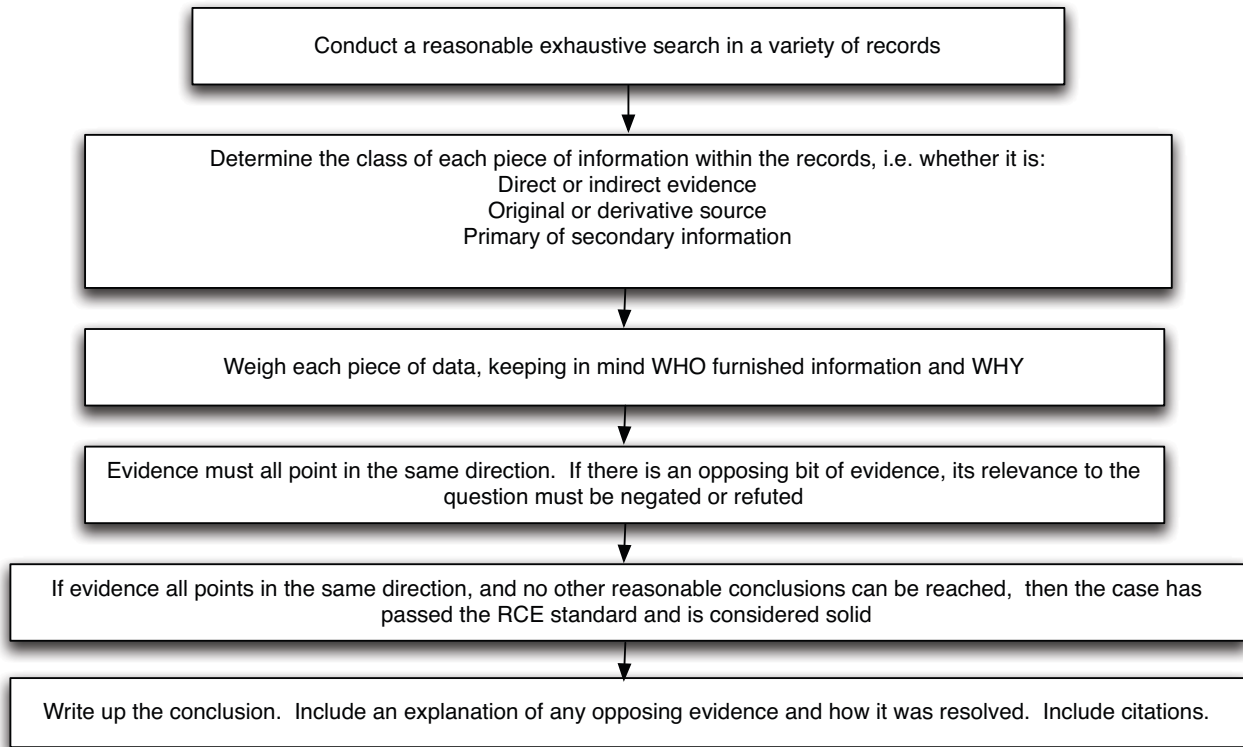 Conduct a reasonable exhaustive search in a variety of records
Determine the class of each piece of information within the records, i.e. whether it is:
Direct or indirect evidence
Original or derivative source
Primary of secondary information
Weigh each piece of data, keeping in mind WHO furnished information and WHY
Evidence must all point in the same direction.  If there is an opposing bit of evidence, its relevance to the
question must be negated or refuted
If evidence all points in the same direction, and no other reasonable conclusions can be reached,  then the case has
passed the RCE standard and is considered solid
Write up the conclusion.  Include an explanation of any opposing evidence and how it was resolved.  Include citations.